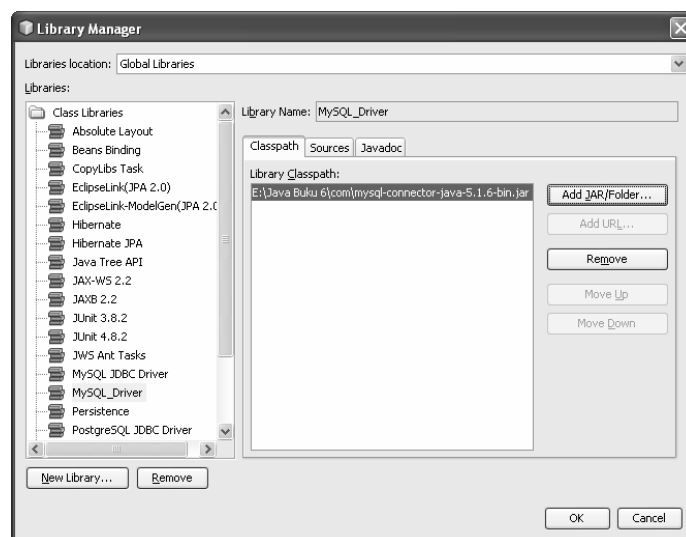 Library Manager
Libraries location: Global Libraries
Libraries:
Class Libraries
Absolute Layout
Beans Binding
CopyLibs Task
EclipseLink(JPA 2.0)
EclipseLink-ModelGen(JPA 2.0
Hibernate
Hibernate JPA
Java Tree API
JAX-WS 2.2
JAXB 2.2
JUnit 3.8.2
JUnit 4.8.2
JWS Ant Tasks
MySQL JDBC Driver
MySQL_Driver
Persistence
PostgreSQL JDBC Driver
New Library... Remove
Library Name: MySQL_Driver
Classpath Sources Javadoc
Library Classpath:
E:\Java Buku 6\com\mysql-connector-java-5.1.6-bin.jar
Add JAR/Folder...
Add URL...
Remove
Move Up
Move Down
OK Cancel